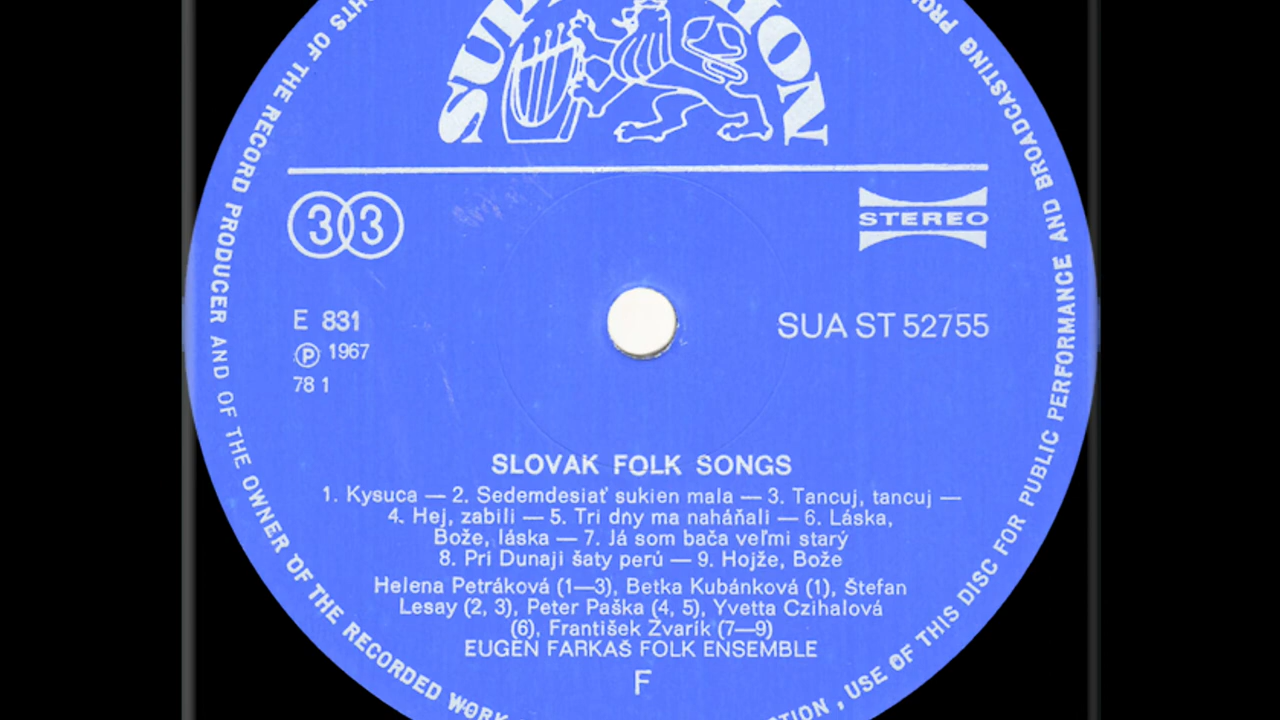 SUPRAPHON
33
STEREO
E 831
SUA ST 52755
Ⓟ 1967
78 1
SLOVAK FOLK SONGS
1. Kysuca — 2. Sedemdesiať sukien mala — 3. Tancuj, tancuj —
4. Hej, zabili — 5. Tri dny ma naháňali — 6. Láska,
Bože, láska — 7. Já som bača veľmi starý
8. Pri Dunaji šaty perú — 9. Hojže, Bože
Helena Petráková (1—3), Betka Kubánková (1), Štefan
Lesay (2, 3), Peter Paška (4, 5), Yvetta Czihalová
(6), František Zvarík (7—9)
EUGEN FARKAŠ FOLK ENSEMBLE
F
OF THE RECORD PRODUCER AND OF THE OWNER OF THE RECORDED WORK
, USE OF THIS DISC FOR PUBLIC PERFORMANCE AND BROADCASTING